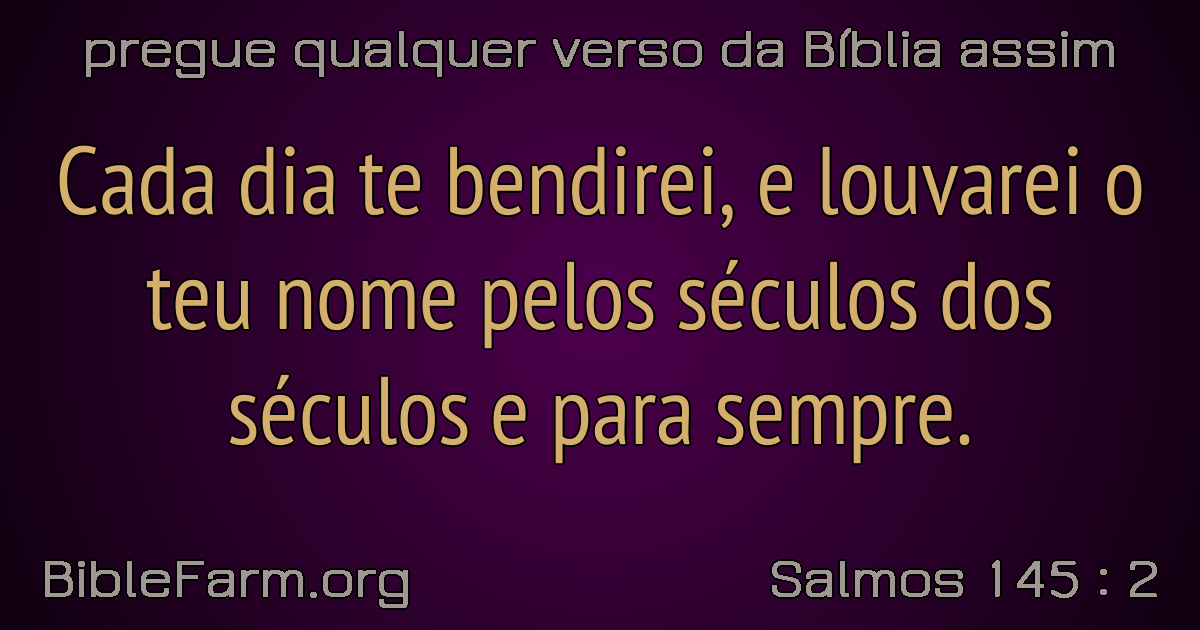 pregue qualquer verso da Bíblia assim
Cada dia te bendirei, e louvarei o
teu nome pelos séculos dos
séculos e para sempre.
BibleFarm.org
Salmos 145 : 2